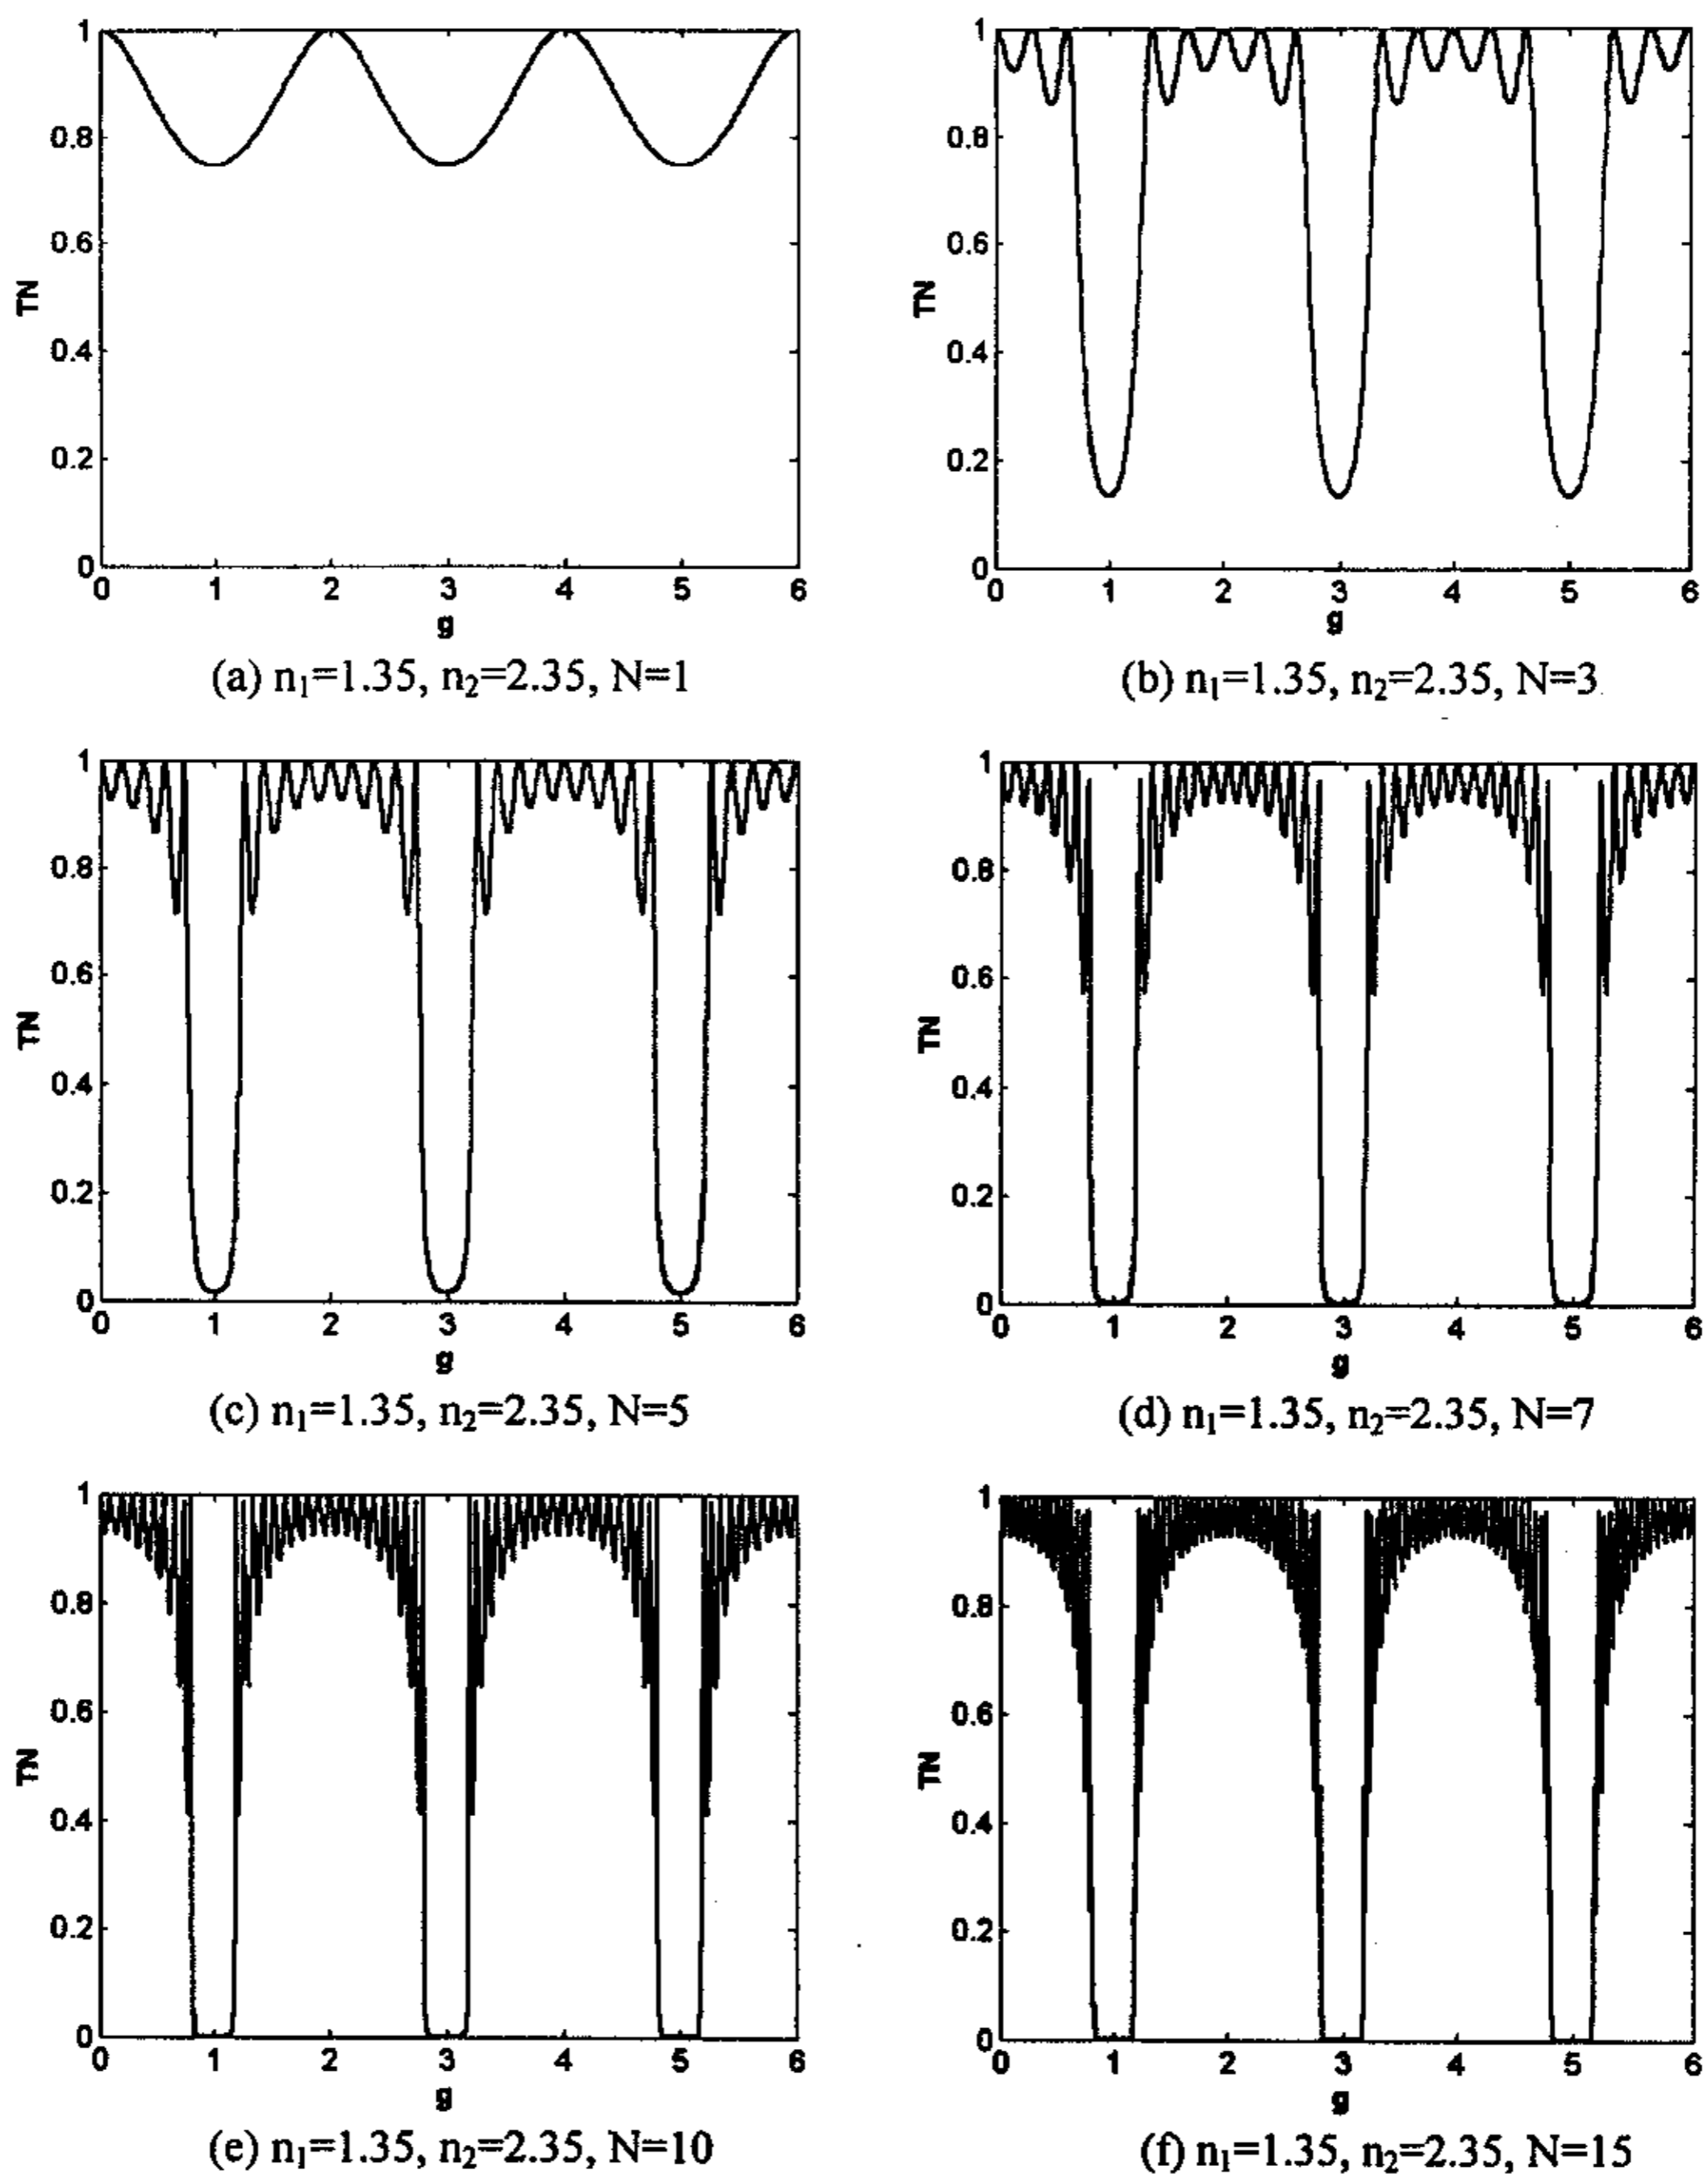 1
0.8
0.6
TN
0.4
0.2
0
0 1 2 3 4 5 6
g
(a) n₁=1.35, n₂=2.35, N=1
1
0.8
0.6
TN
0.4
0.2
0
0 1 2 3 4 5 6
g
(b) n₁=1.35, n₂=2.35, N=3
1
0.8
0.6
TN
0.4
0.2
0
0 1 2 3 4 5 6
g
(c) n₁=1.35, n₂=2.35, N=5
1
0.8
0.6
TN
0.4
0.2
0
0 1 2 3 4 5 6
g
(d) n₁=1.35, n₂=2.35, N=7
1
0.8
0.6
TN
0.4
0.2
0
0 1 2 3 4 5 6
g
(e) n₁=1.35, n₂=2.35, N=10
1
0.8
0.6
TN
0.4
0.2
0
0 1 2 3 4 5 6
g
(f) n₁=1.35, n₂=2.35, N=15